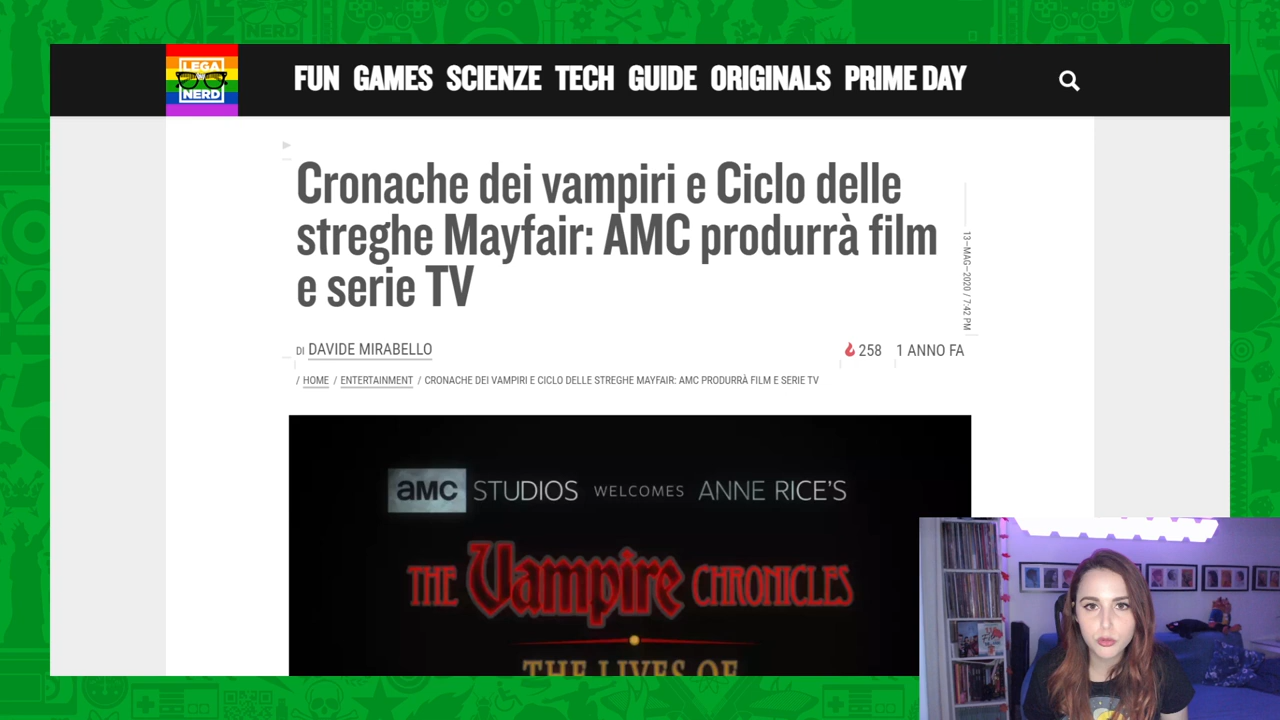 LEGA
NERD
FUN GAMES SCIENZE TECH GUIDE ORIGINALS PRIME DAY
Cronache dei vampiri e Ciclo delle
streghe Mayfair: AMC produrrà film
e serie TV
13–MAG–2020 / 7:42 PM
DI DAVIDE MIRABELLO
258 1 ANNO FA
/ HOME / ENTERTAINMENT / CRONACHE DEI VAMPIRI E CICLO DELLE STREGHE MAYFAIR: AMC PRODURRÀ FILM E SERIE TV
amc STUDIOS WELCOMES ANNE RICE'S
THE Vampire CHRONICLES
THE LIVES OF